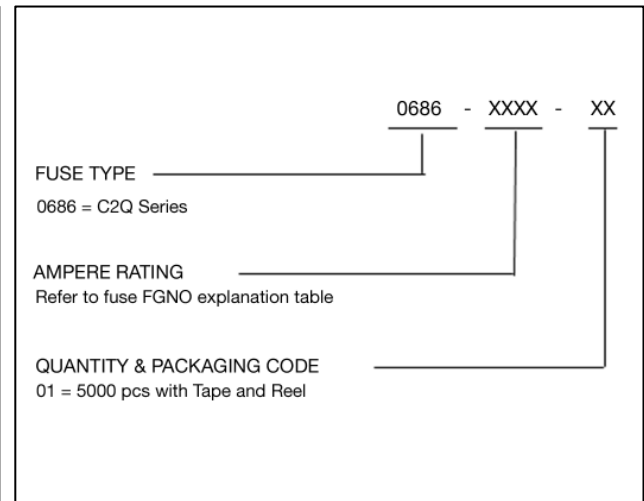 0686 - XXXX - XX
FUSE TYPE
0686 = C2Q Series
AMPERE RATING
Refer to fuse FGNO explanation table
QUANTITY & PACKAGING CODE
01 = 5000 pcs with Tape and Reel